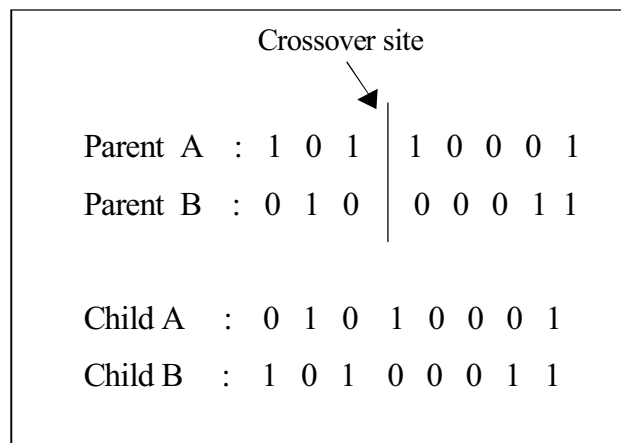 Crossover site
Parent A : 1 0 1 1 0 0 0 1
Parent B : 0 1 0 0 0 0 1 1
Child A : 0 1 0 1 0 0 0 1
Child B : 1 0 1 0 0 0 1 1